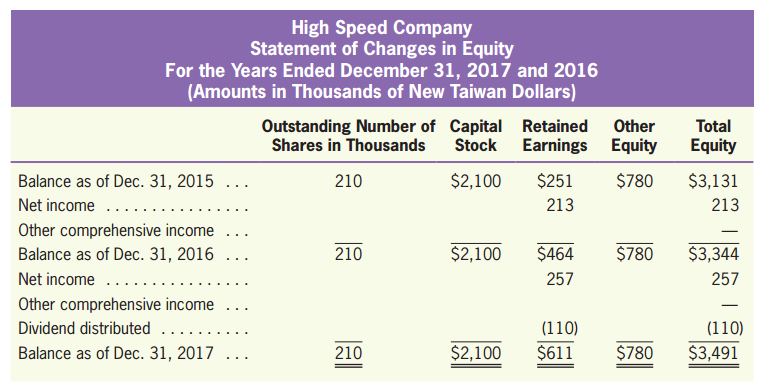 High Speed Company
Statement of Changes in Equity
For the Years Ended December 31, 2017 and 2016
(Amounts in Thousands of New Taiwan Dollars)
Outstanding Number of Capital Retained Other Total
Shares in Thousands Stock Earnings Equity Equity
Balance as of Dec. 31, 2015 ... 210 $2,100 $251 $780 $3,131
Net income ................ 213 213
Other comprehensive income ... —
Balance as of Dec. 31, 2016 ... 210 $2,100 $464 $780 $3,344
Net income ................ 257 257
Other comprehensive income ... —
Dividend distributed .......... (110) (110)
Balance as of Dec. 31, 2017 ... 210 $2,100 $611 $780 $3,491